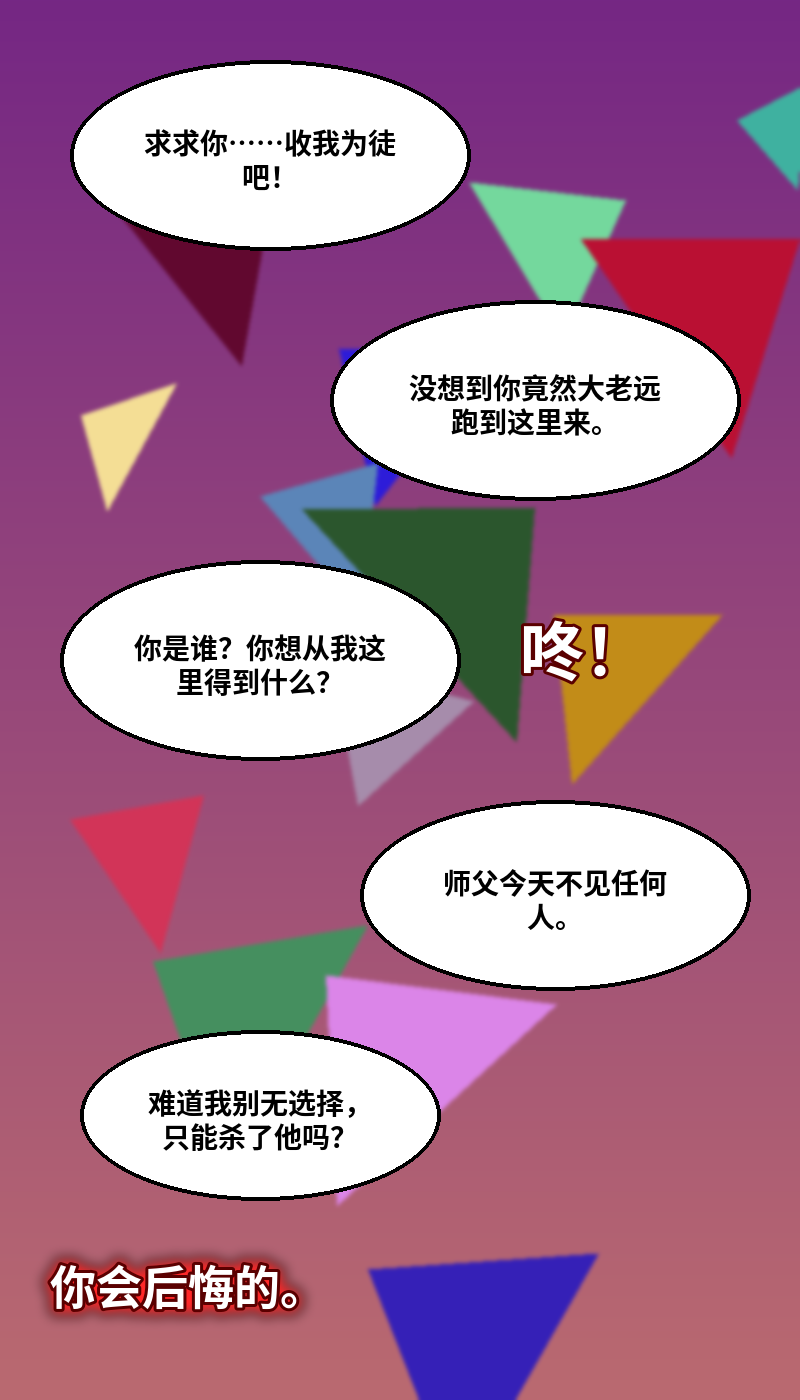 求求你……收我为徒
吧！
没想到你竟然大老远
跑到这里来。
你是谁？你想从我这
里得到什么？
咚！
师父今天不见任何
人。
难道我别无选择，
只能杀了他吗？
你会后悔的。